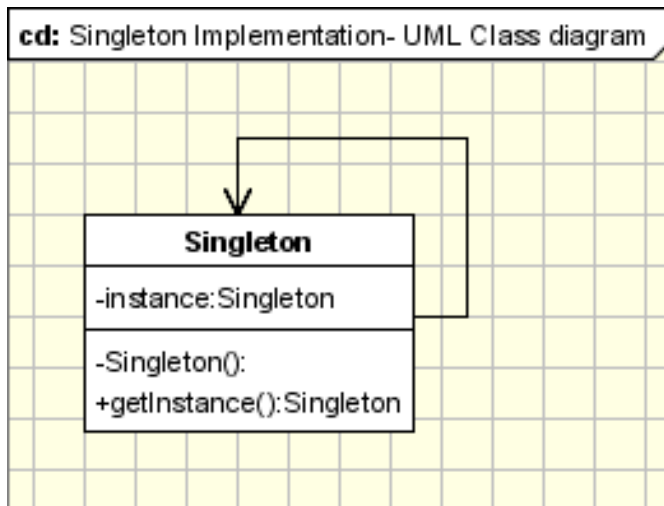 cd: Singleton Implementation- UML Class diagram
Singleton
-instance:Singleton
-Singleton():
+getInstance():Singleton